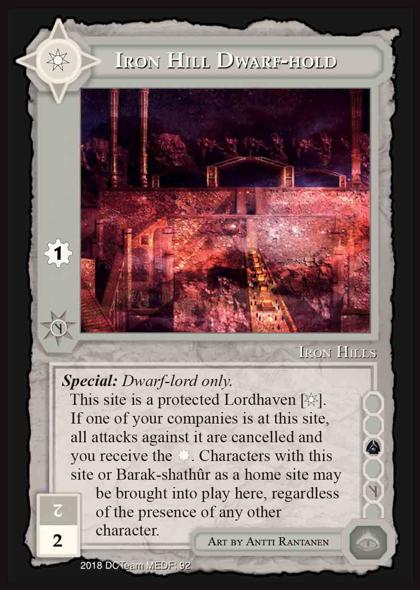 Iron Hill Dwarf-hold
1
Iron Hills
Special: Dwarf-lord only.
This site is a protected Lordhaven [ ].
If one of your companies is at this site,
all attacks against it are cancelled and
you receive the . Characters with this
site or Barak-shathûr as a home site may
be brought into play here, regardless
of the presence of any other
character.
2
2
Art by Antti Rantanen
2018 DCTeam MEDF: 92